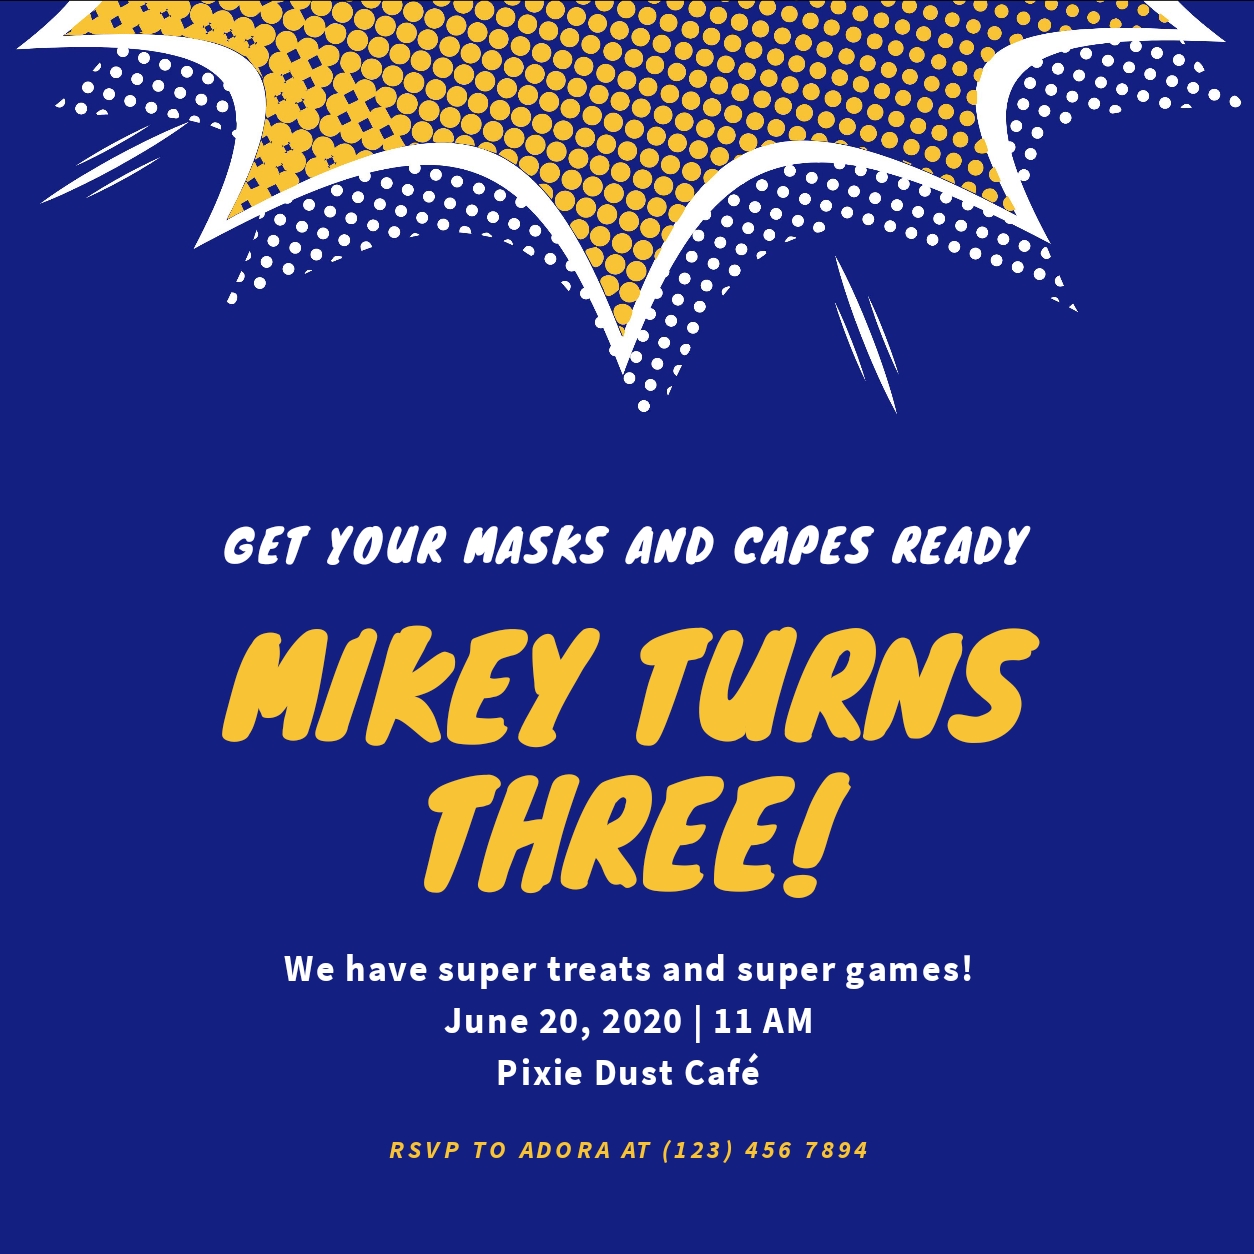 GET YOUR MASKS AND CAPES READY
MIKEY TURNS
THREE!
We have super treats and super games!
June 20, 2020 | 11 AM
Pixie Dust Café
RSVP TO ADORA AT (123) 456 7894